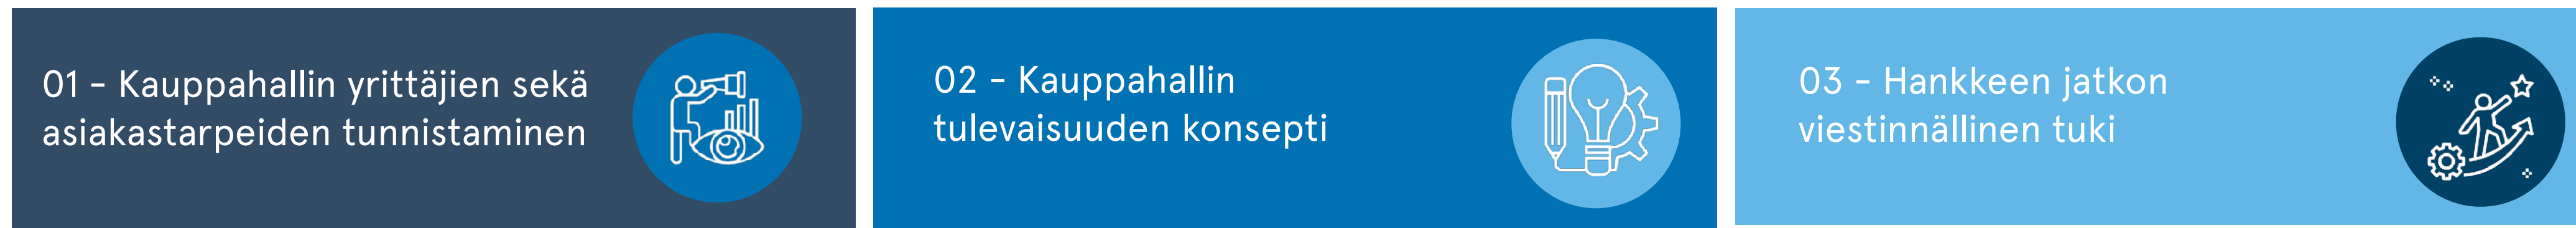 01 - Kauppahallin yrittäjien sekä
asiakastarpeiden tunnistaminen
02 - Kauppahallin
tulevaisuuden konsepti
03 - Hankkeen jatkon
viestinnällinen tuki